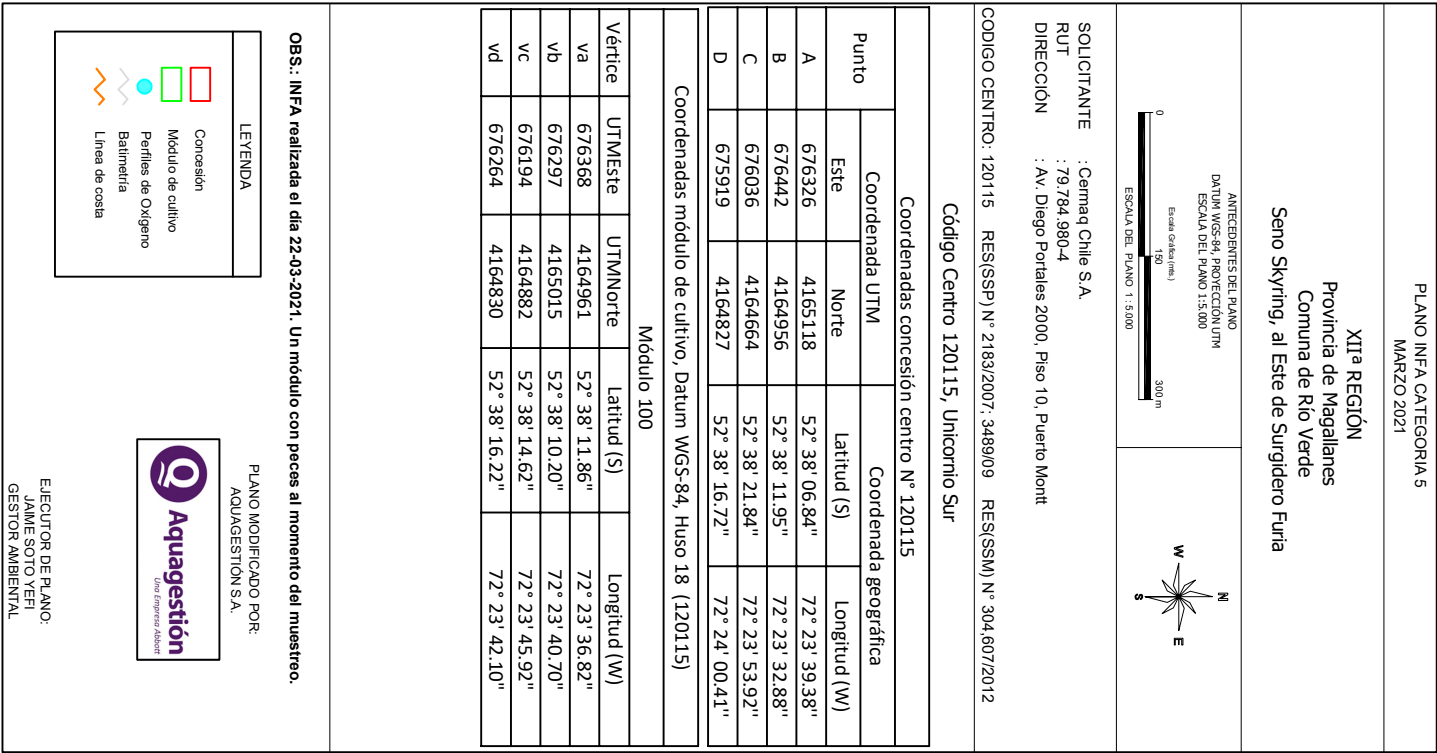 PLANO INFA CATEGORIA 5
MARZO 2021
XIIª REGIÓN
Provincia de Magallanes
Comuna de Río Verde
Seno Skyring, al Este de Surgidero Furia
ANTECEDENTES DEL PLANO
DATUM WGS-84, PROYECCIÓN UTM
ESCALA DEL PLANO 1:5.000
Escala Gráfica (mts.)
0 150 300 m
ESCALA DEL PLANO 1 : 5.000
N
W E
S
SOLICITANTE : Cermaq Chile S.A.
RUT : 79.784.980-4
DIRECCIÓN : Av. Diego Portales 2000, Piso 10, Puerto Montt
CODIGO CENTRO: 120115 RES(SSP) N° 2183/2007; 3489/09 RES(SSM) N° 304,607/2012
Código Centro 120115, Unicornio Sur
Coordenadas concesión centro N° 120115
Punto Coordenada UTM Coordenada geográfica
Este Norte Latitud (S) Longitud (W)
A 676326 4165118 52° 38' 06.84" 72° 23' 39.38"
B 676442 4164956 52° 38' 11.95" 72° 23' 32.88"
C 676036 4164664 52° 38' 21.84" 72° 23' 53.92"
D 675919 4164827 52° 38' 16.72" 72° 24' 00.41"
Coordenadas módulo de cultivo, Datum WGS-84, Huso 18 (120115)
Módulo 100
Vértice UTMEste UTMNorte Latitud (S) Longitud (W)
va 676368 4164961 52° 38' 11.86" 72° 23' 36.82"
vb 676297 4165015 52° 38' 10.20" 72° 23' 40.70"
vc 676194 4164882 52° 38' 14.62" 72° 23' 45.92"
vd 676264 4164830 52° 38' 16.22" 72° 23' 42.10"
OBS.: INFA realizada el día 22-03-2021. Un módulo con peces al momento del muestreo.
LEYENDA
Concesión
Módulo de cultivo
Perfiles de Oxígeno
Batimetría
Línea de costa
PLANO MODIFICADO POR:
AQUAGESTIÓN S.A.
Aquagestión
Una Empresa Abbott
EJECUTOR DE PLANO:
JAIME SOTO YEFI
GESTOR AMBIENTAL